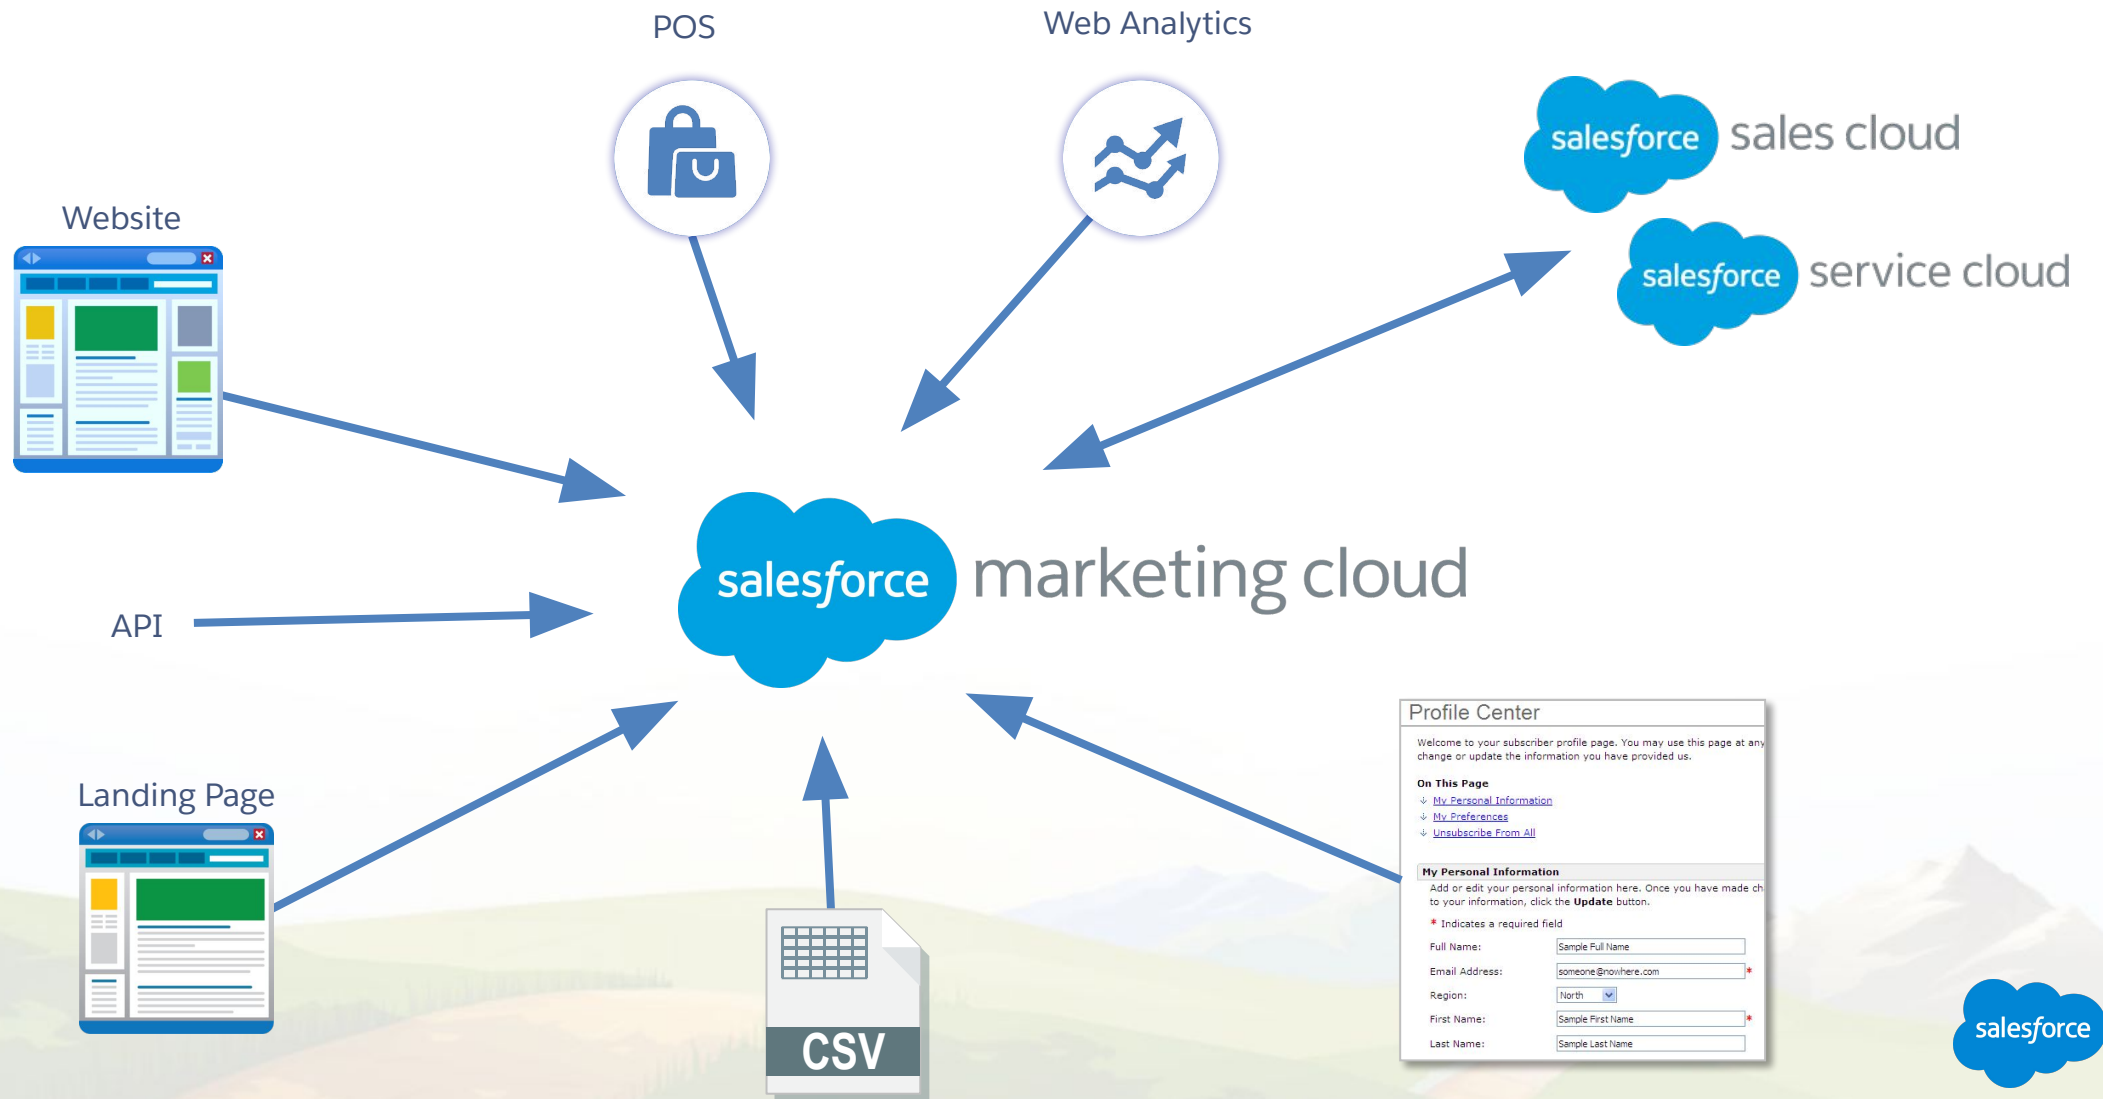 POS
Web Analytics
salesforce sales cloud
salesforce service cloud
Website
salesforce marketing cloud
API
Landing Page
CSV
Profile Center
Welcome to your subscriber profile page. You may use this page at any
change or update the information you have provided us.
On This Page
My Personal Information
My Preferences
Unsubscribe From All
My Personal Information
Add or edit your personal information here. Once you have made ch
to your information, click the Update button.
* Indicates a required field
Full Name: Sample Full Name
Email Address: someone@nowhere.com *
Region: North
First Name: Sample First Name *
Last Name: Sample Last Name
salesforce